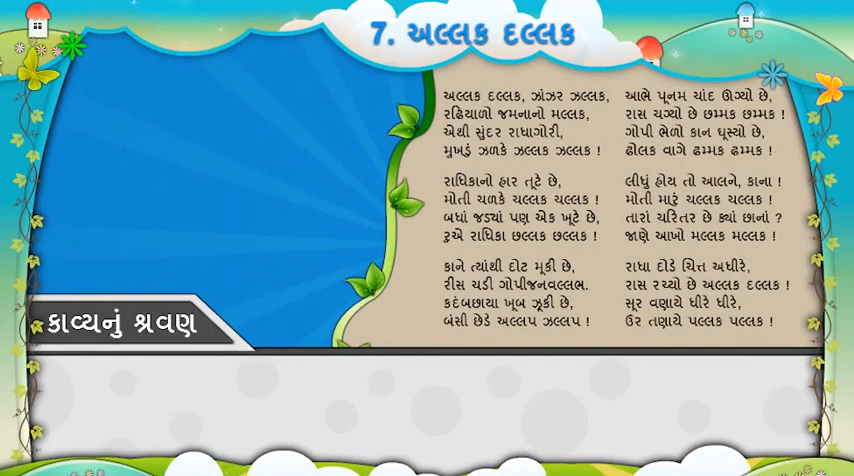 7. અલ્લક દલ્લક
અલ્લક દલ્લક, ઝાંઝર ઝલ્લક,
રઢિયાળો જમનાનો મલ્લક,
એથી સુંદર રાધાગોરી,
મુખડું ઝળકે ઝલ્લક ઝલ્લક !
રાધિકાનો હાર તૂટે છે,
મોતી ચળકે ચલ્લક ચલ્લક !
બધાં જડ્યાં પણ એક ખૂટે છે,
રુએ રાધિકા છલ્લક છલ્લક !
કાને ત્યાંથી દોટ મૂકી છે,
રીસ ચડી ગોપીજનવલ્લભ.
કદંબછાયા ખૂબ ઝૂકી છે,
બંસી છેડે અલ્લપ ઝલ્લપ !
આભે પૂનમ ચાંદ ઊગ્યો છે,
રાસ ચગ્યો છે છમ્મક છમ્મક !
ગોપી ભેળો કાન ઘૂસ્યો છે,
ઢોલક વાગે ઢમ્મક ઢમ્મક !
લીધું હોય તો આલને, કાના !
મોતી મારું ચલ્લક ચલ્લક !
તારાં ચરિતર છે ક્યાં છાનાં ?
જાણે આખો મલ્લક મલ્લક !
રાધા દોડે ચિત્ત અધીરે,
રાસ રચ્યો છે અલ્લક દલ્લક !
સૂર વણાયે ધીરે ધીરે,
ઉર તણાયે પલ્લક પલ્લક !
કાવ્યનું શ્રવણ